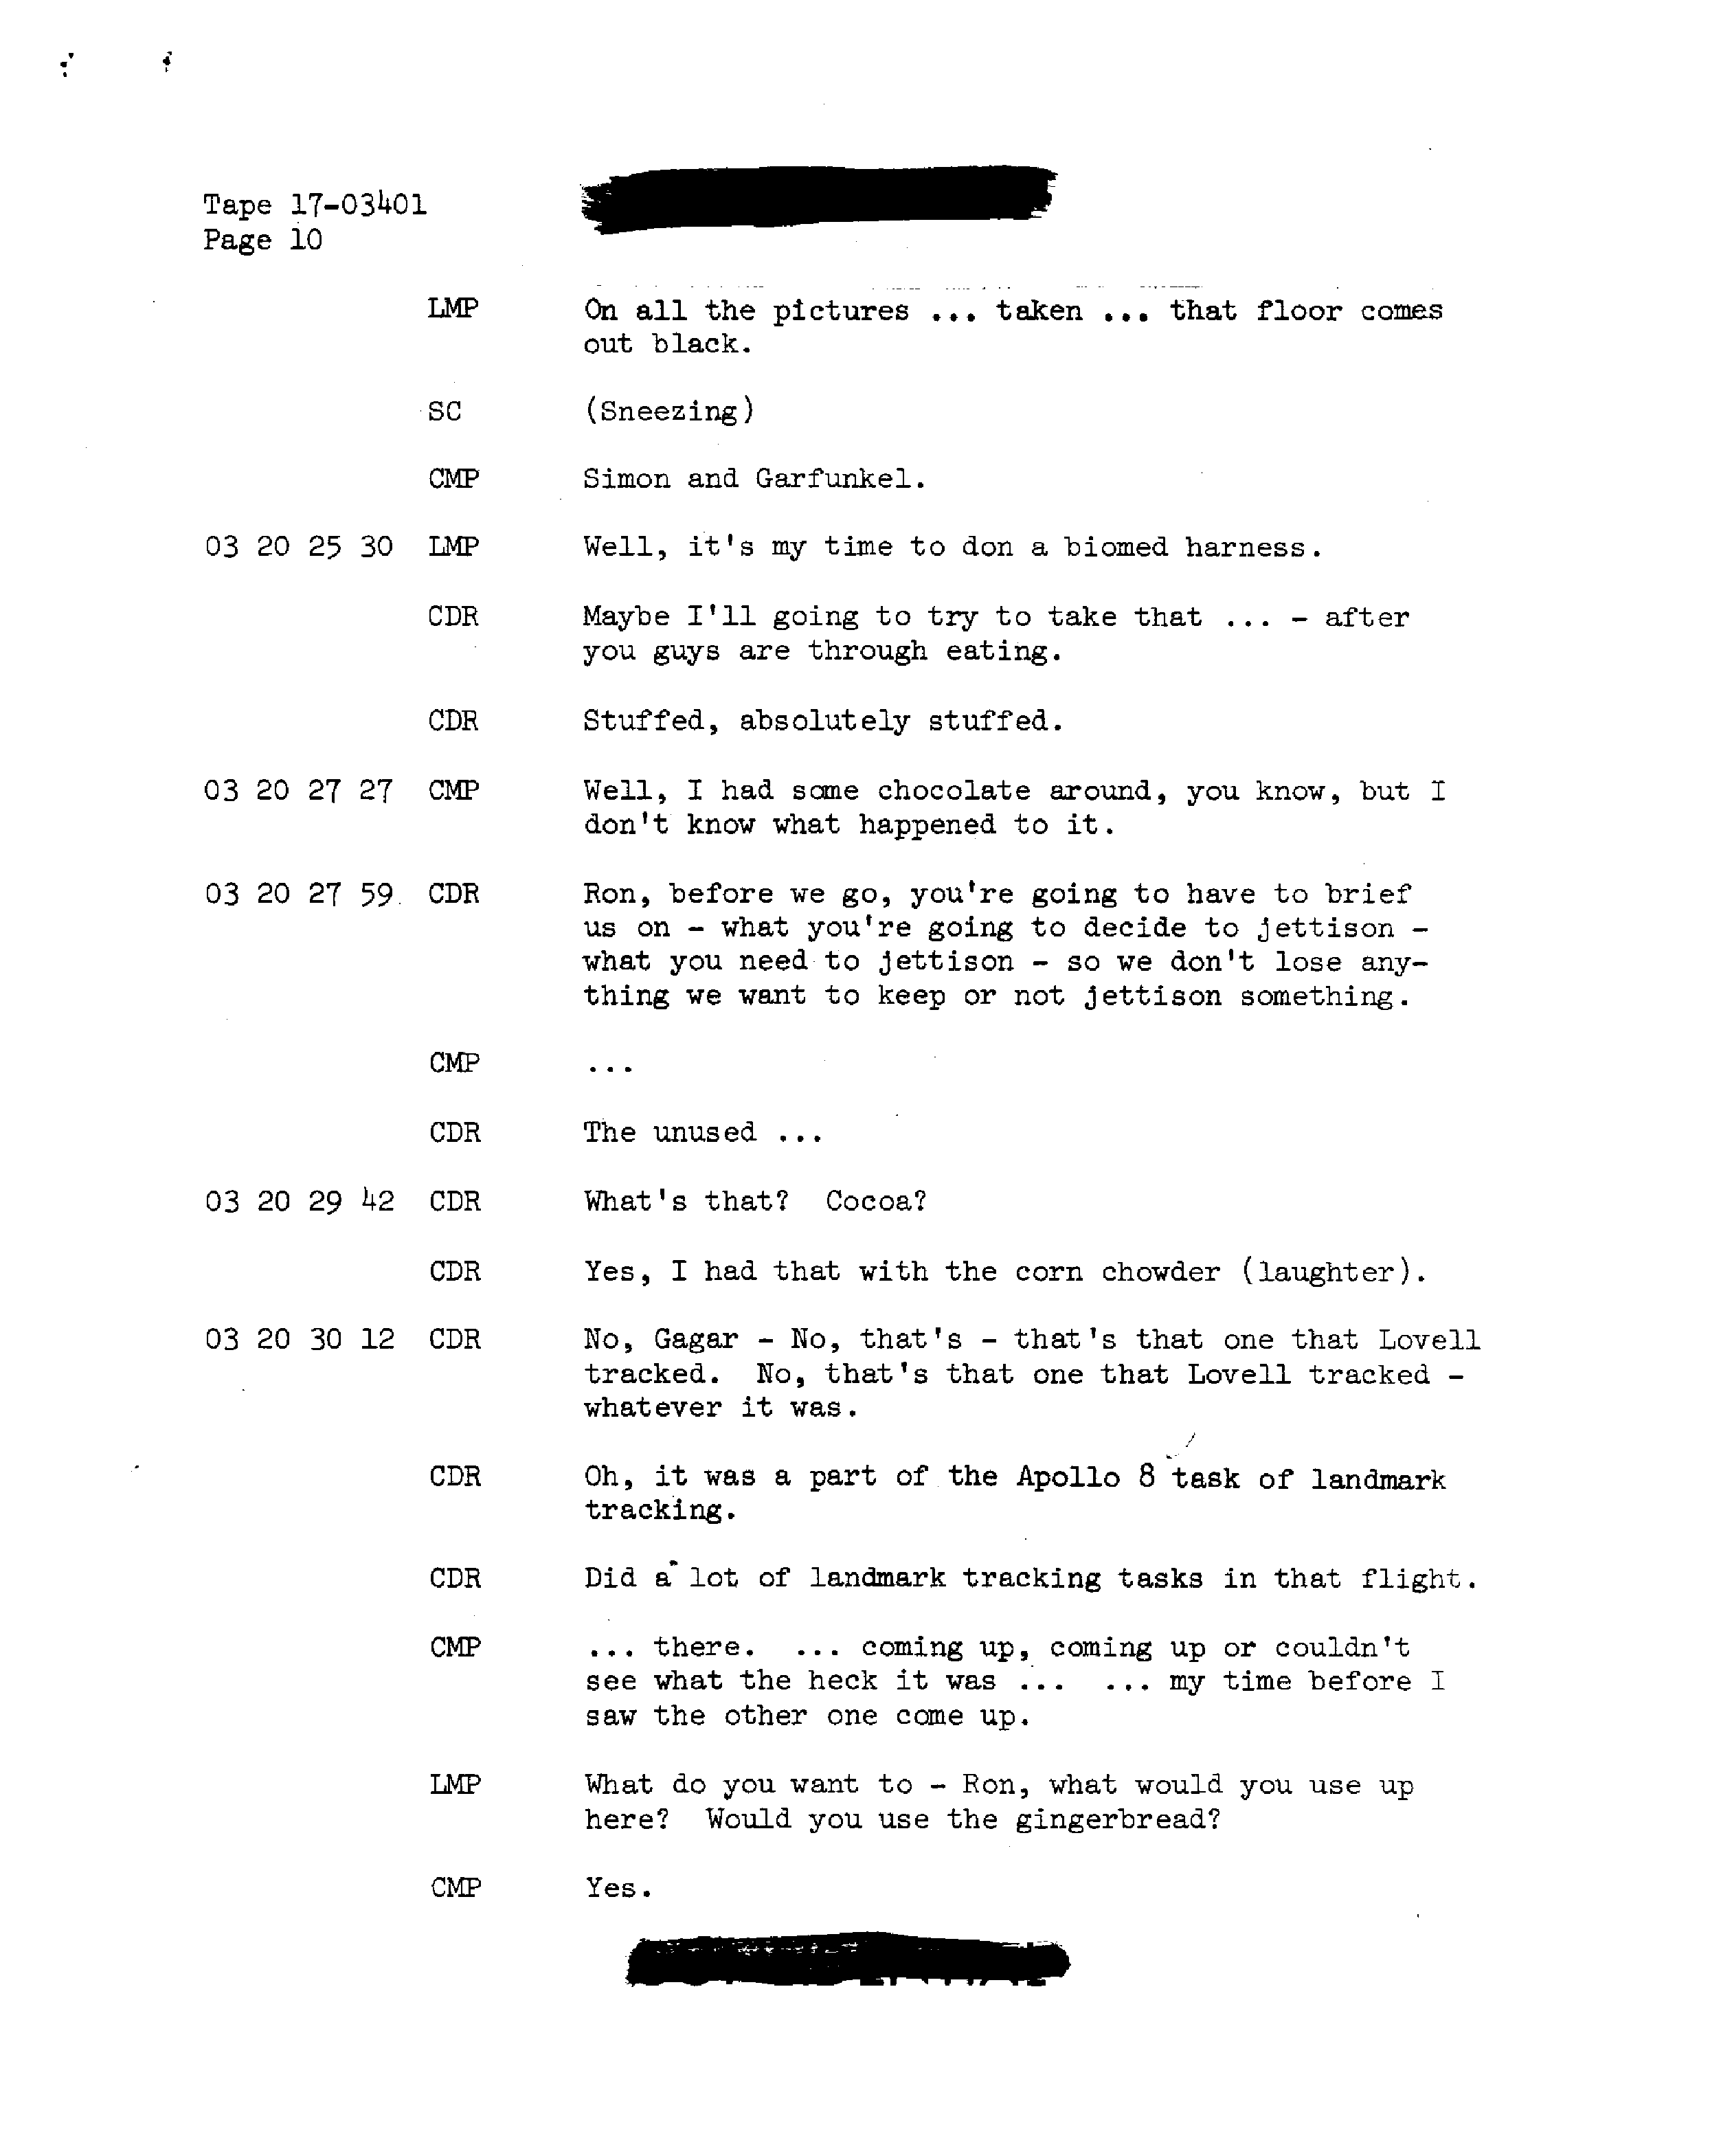 Tape 17-03401
Page 10
LMP On all the pictures ... taken ... that floor comes
out black.
SC (Sneezing)
CMP Simon and Garfunkel.
03 20 25 30 LMP Well, it's my time to don a biomed harness.
CDR Maybe I'll going to try to take that ... - after
you guys are through eating.
CDR Stuffed, absolutely stuffed.
03 20 27 27 CMP Well, I had some chocolate around, you know, but I
don't know what happened to it.
03 20 27 59 CDR Ron, before we go, you're going to have to brief
us on - what you're going to decide to jettison -
what you need to jettison - so we don't lose any-
thing we want to keep or not jettison something.
CMP ...
CDR The unused ...
03 20 29 42 CDR What's that? Cocoa?
CDR Yes, I had that with the corn chowder (laughter).
03 20 30 12 CDR No, Gagar - No, that's - that's that one that Lovell
tracked. No, that's that one that Lovell tracked -
whatever it was.
CDR Oh, it was a part of the Apollo 8 task of landmark
tracking.
CDR Did a lot of landmark tracking tasks in that flight.
CMP ... there. ... coming up, coming up or couldn't
see what the heck it was ... ... my time before I
saw the other one come up.
LMP What do you want to - Ron, what would you use up
here? Would you use the gingerbread?
CMP Yes.